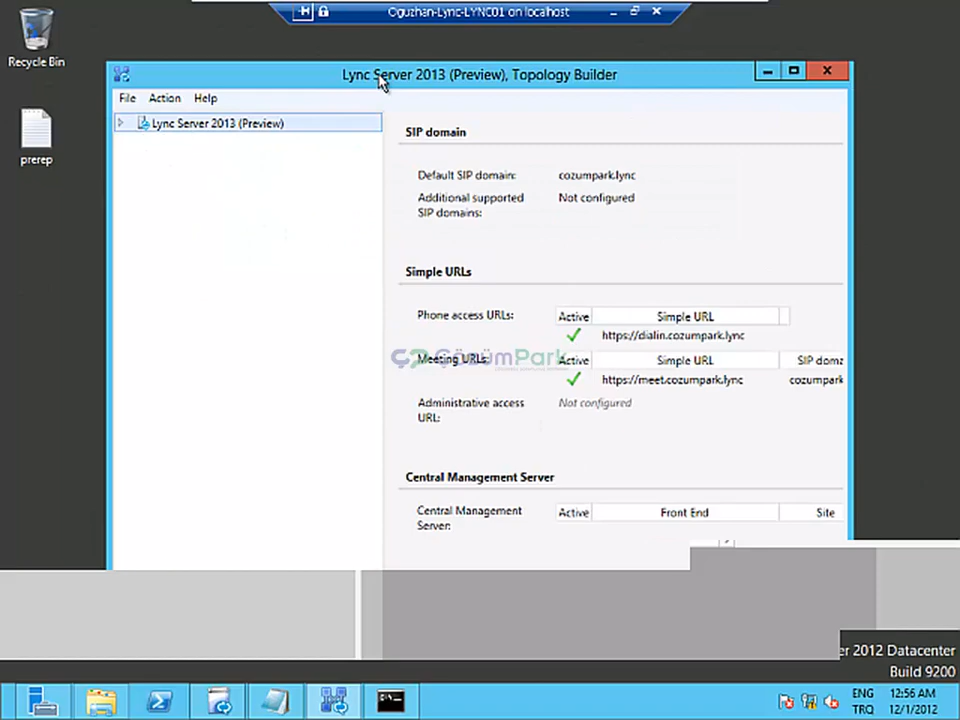 Oguzhan-Lync-LYNC01 on localhost
Recycle Bin
prerep
Lync Server 2013 (Preview), Topology Builder
File Action Help
Lync Server 2013 (Preview)
SIP domain
Default SIP domain: cozumpark.lync
Additional supported SIP domains: Not configured
Simple URLs
Phone access URLs: Active Simple URL
https://dialin.cozumpark.lync
Meeting URLs: Active Simple URL SIP doma
https://meet.cozumpark.lync cozumpark
ÇözümPark
Administrative access URL: Not configured
Central Management Server
Central Management Server: Active Front End Site
er 2012 Datacenter
Build 9200
ENG 12:56 AM
TRQ 12/1/2012